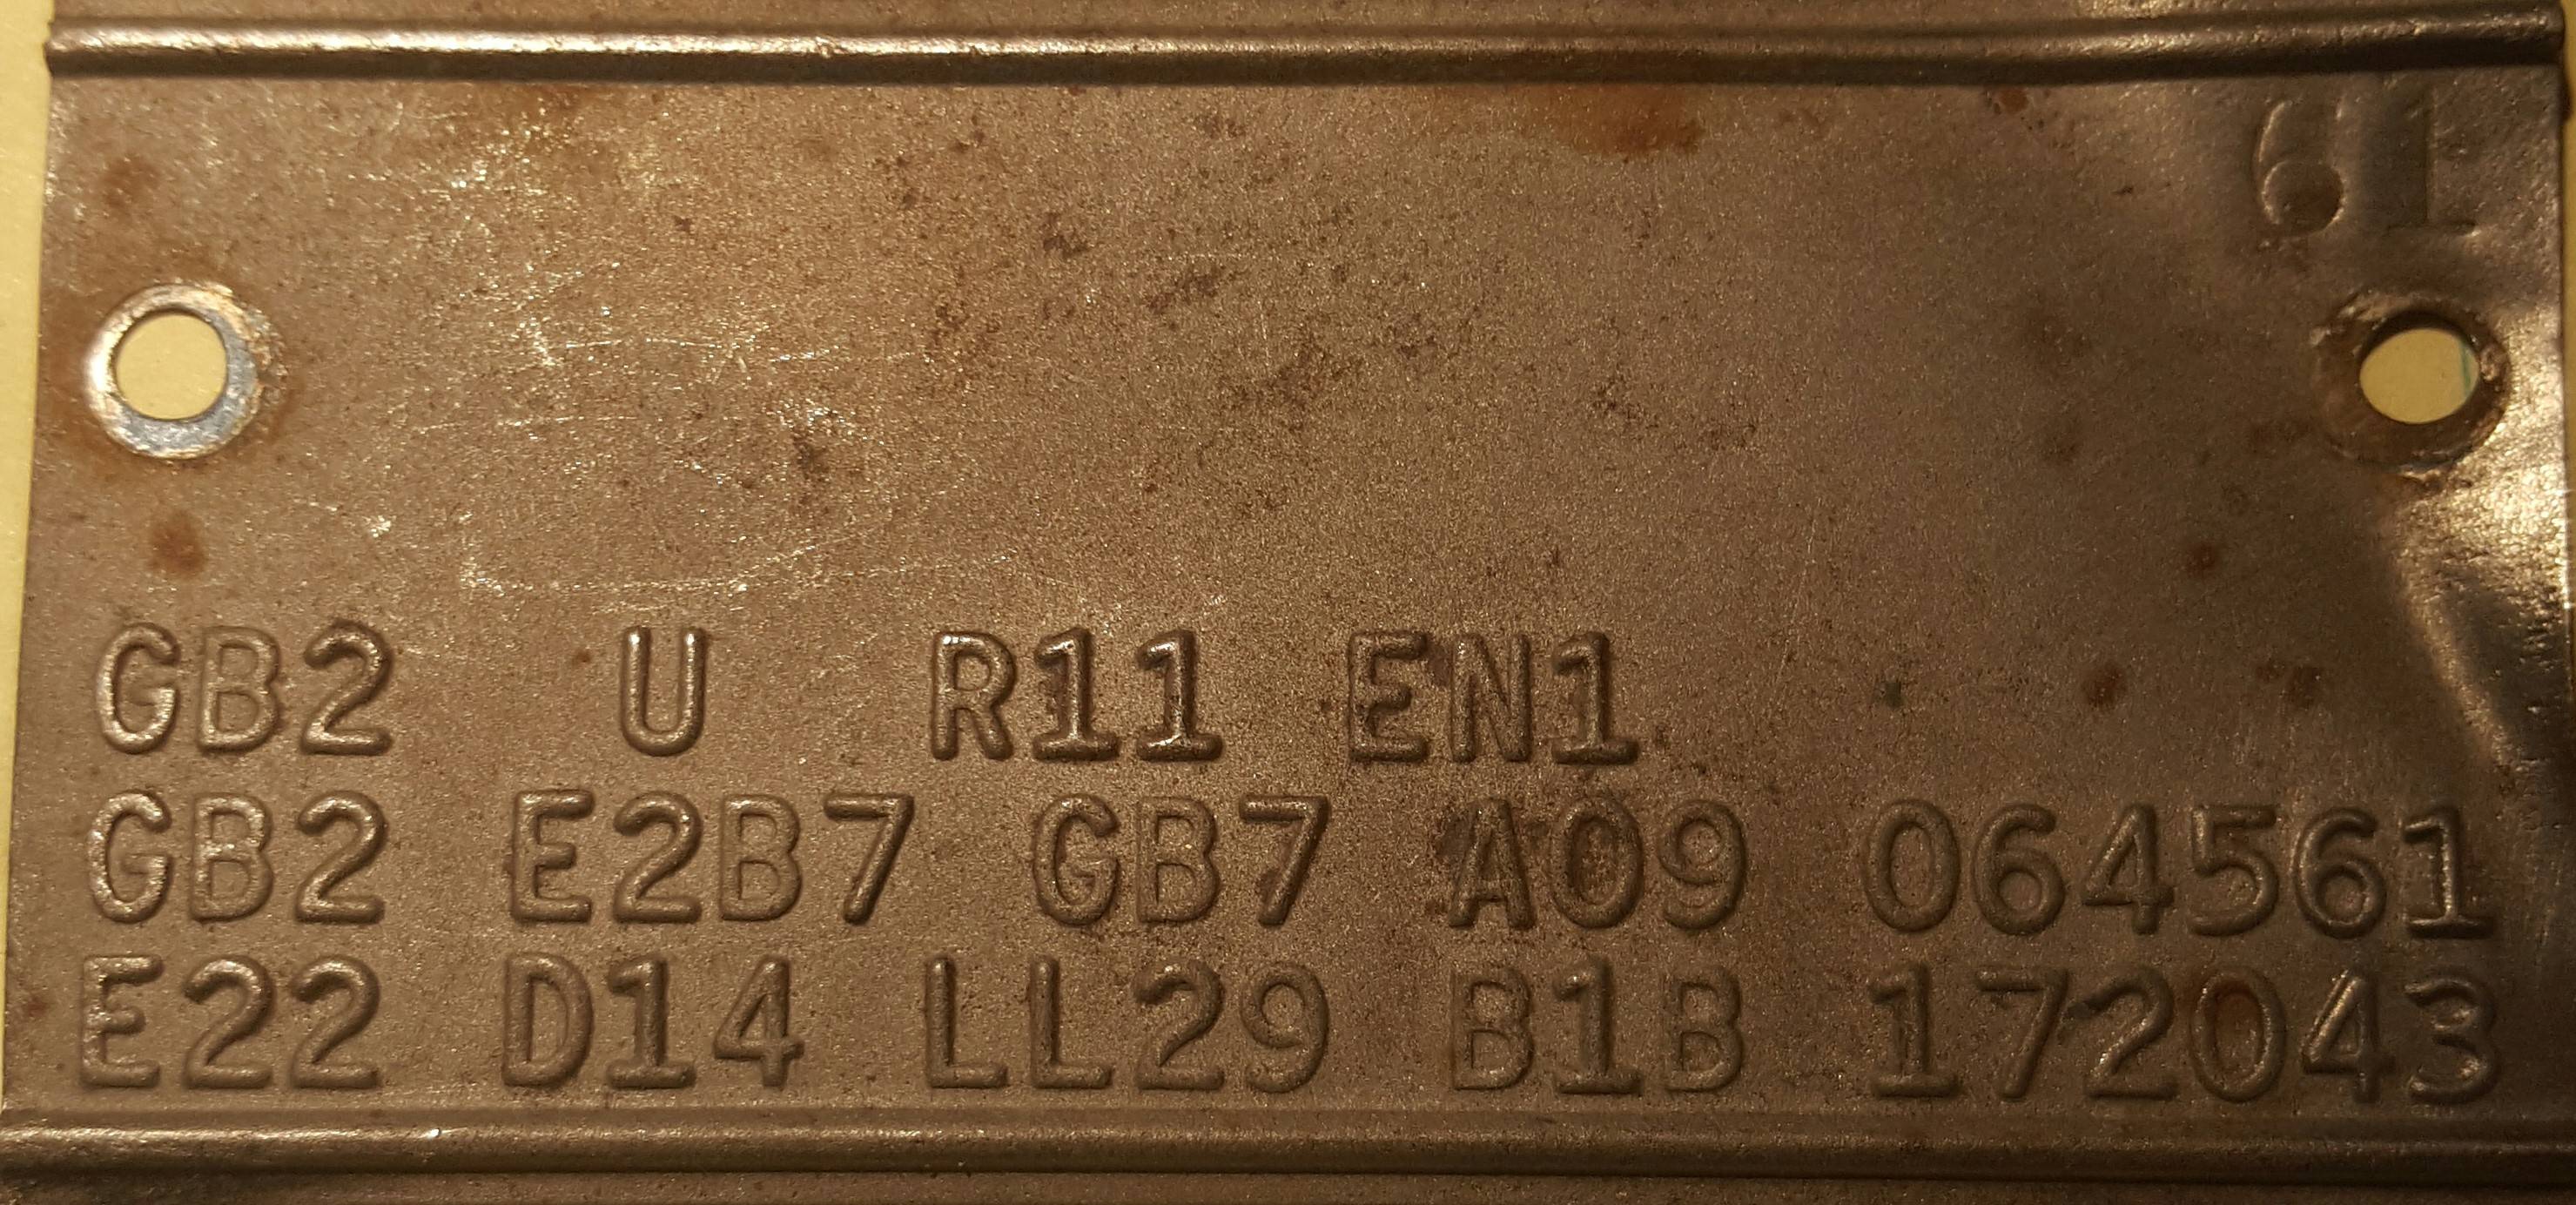 61
GB2 U R11 EN1
GB2 E2B7 GB7 A09 064561
E22 D14 LL29 B1B 172043